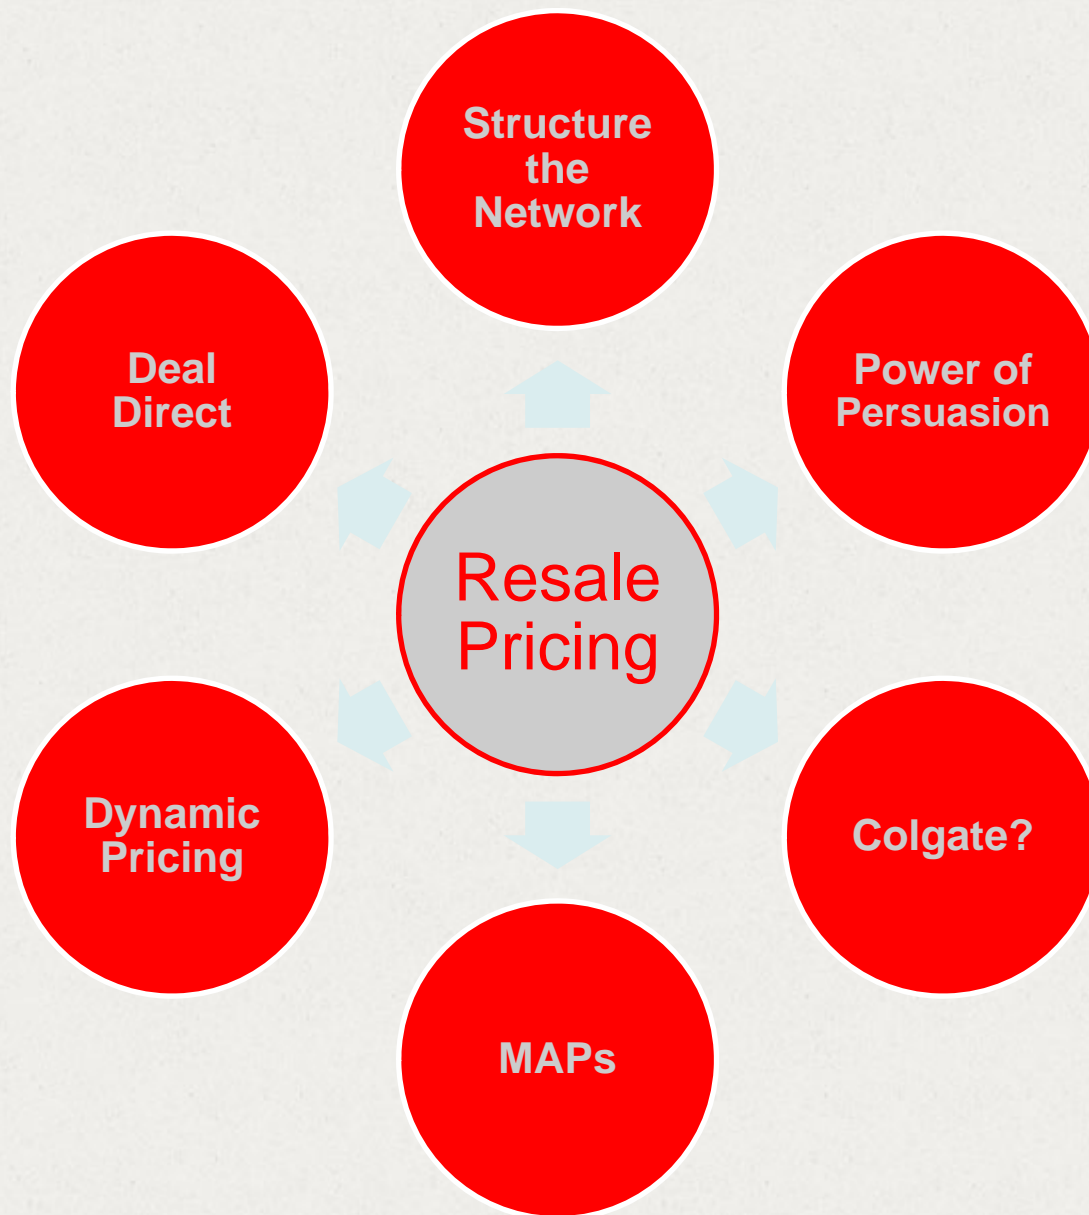 Structure
the
Network
Power of
Persuasion
Colgate?
MAPs
Dynamic
Pricing
Deal
Direct
Resale
Pricing